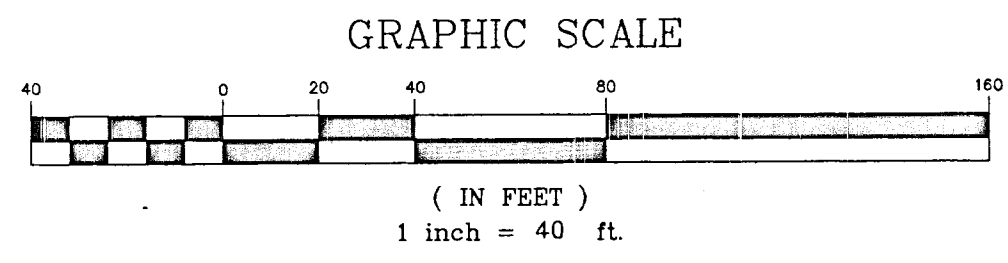 GRAPHIC SCALE
40 0 20 40 80 160
( IN FEET )
1 inch = 40 ft.